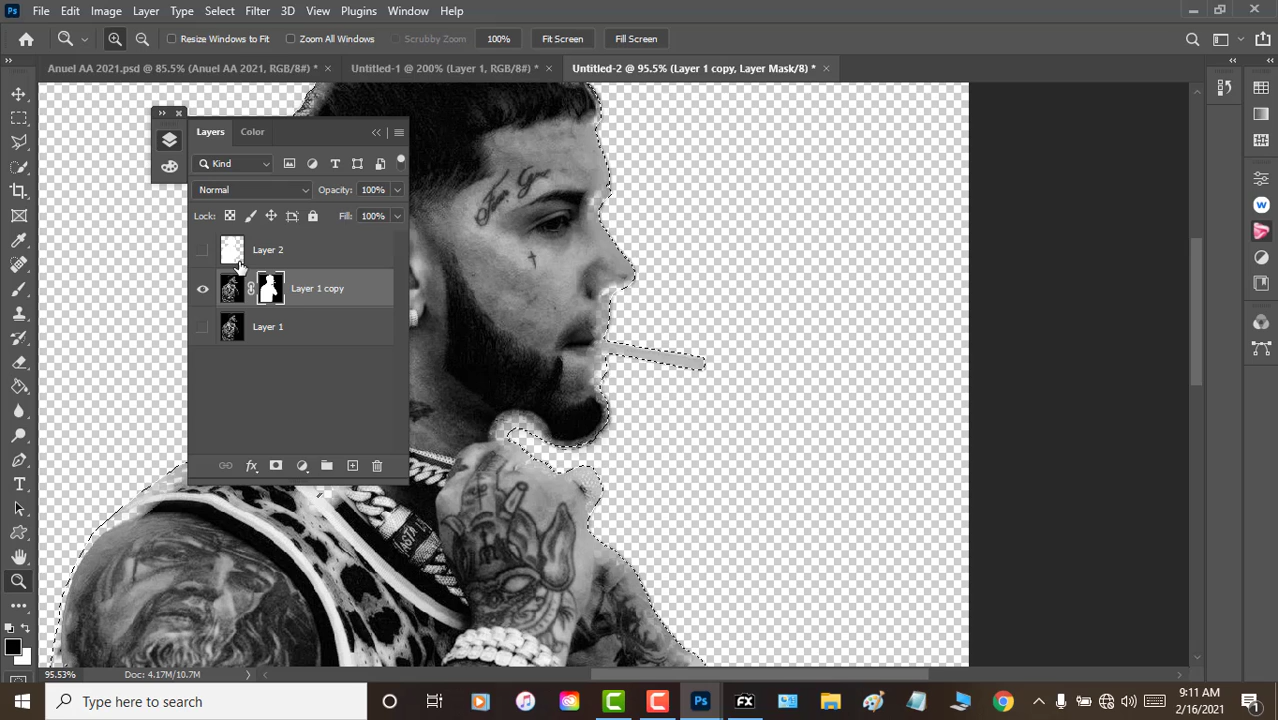 Ps File Edit Image Layer Type Select Filter 3D View Plugins Window Help
Resize Windows to Fit Zoom All Windows Scrubby Zoom 100% Fit Screen Fill Screen
Anuel AA 2021.psd @ 85.5% (Anuel AA 2021, RGB/8#) * × Untitled-1 @ 200% (Layer 1, RGB/8#) * × Untitled-2 @ 95.5% (Layer 1 copy, Layer Mask/8) * ×
Layers Color
Kind
Normal Opacity: 100%
Lock: Fill: 100%
Layer 2
Layer 1 copy
Layer 1
fx
95.53% Doc: 4.17M/10.7M
Type here to search
Ps
FX
9:11 AM
2/16/2021